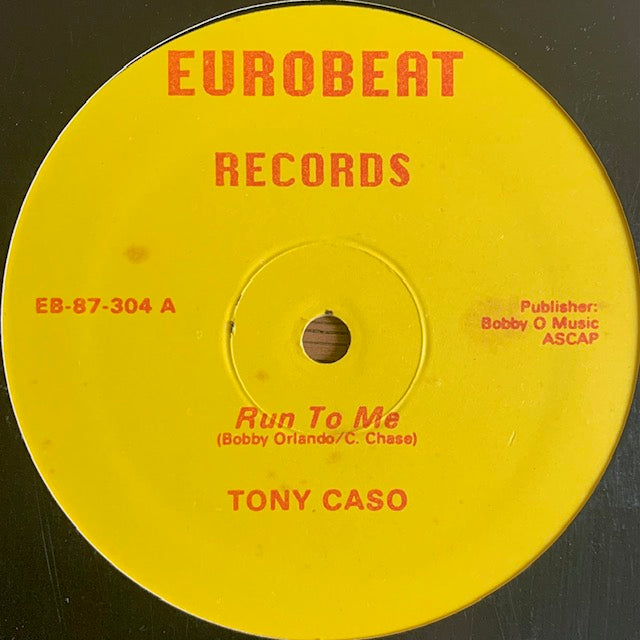 EUROBEAT
RECORDS
EB-87-304 A
Publisher:
Bobby O Music
ASCAP
Run To Me
(Bobby Orlando/C. Chase)
TONY CASO